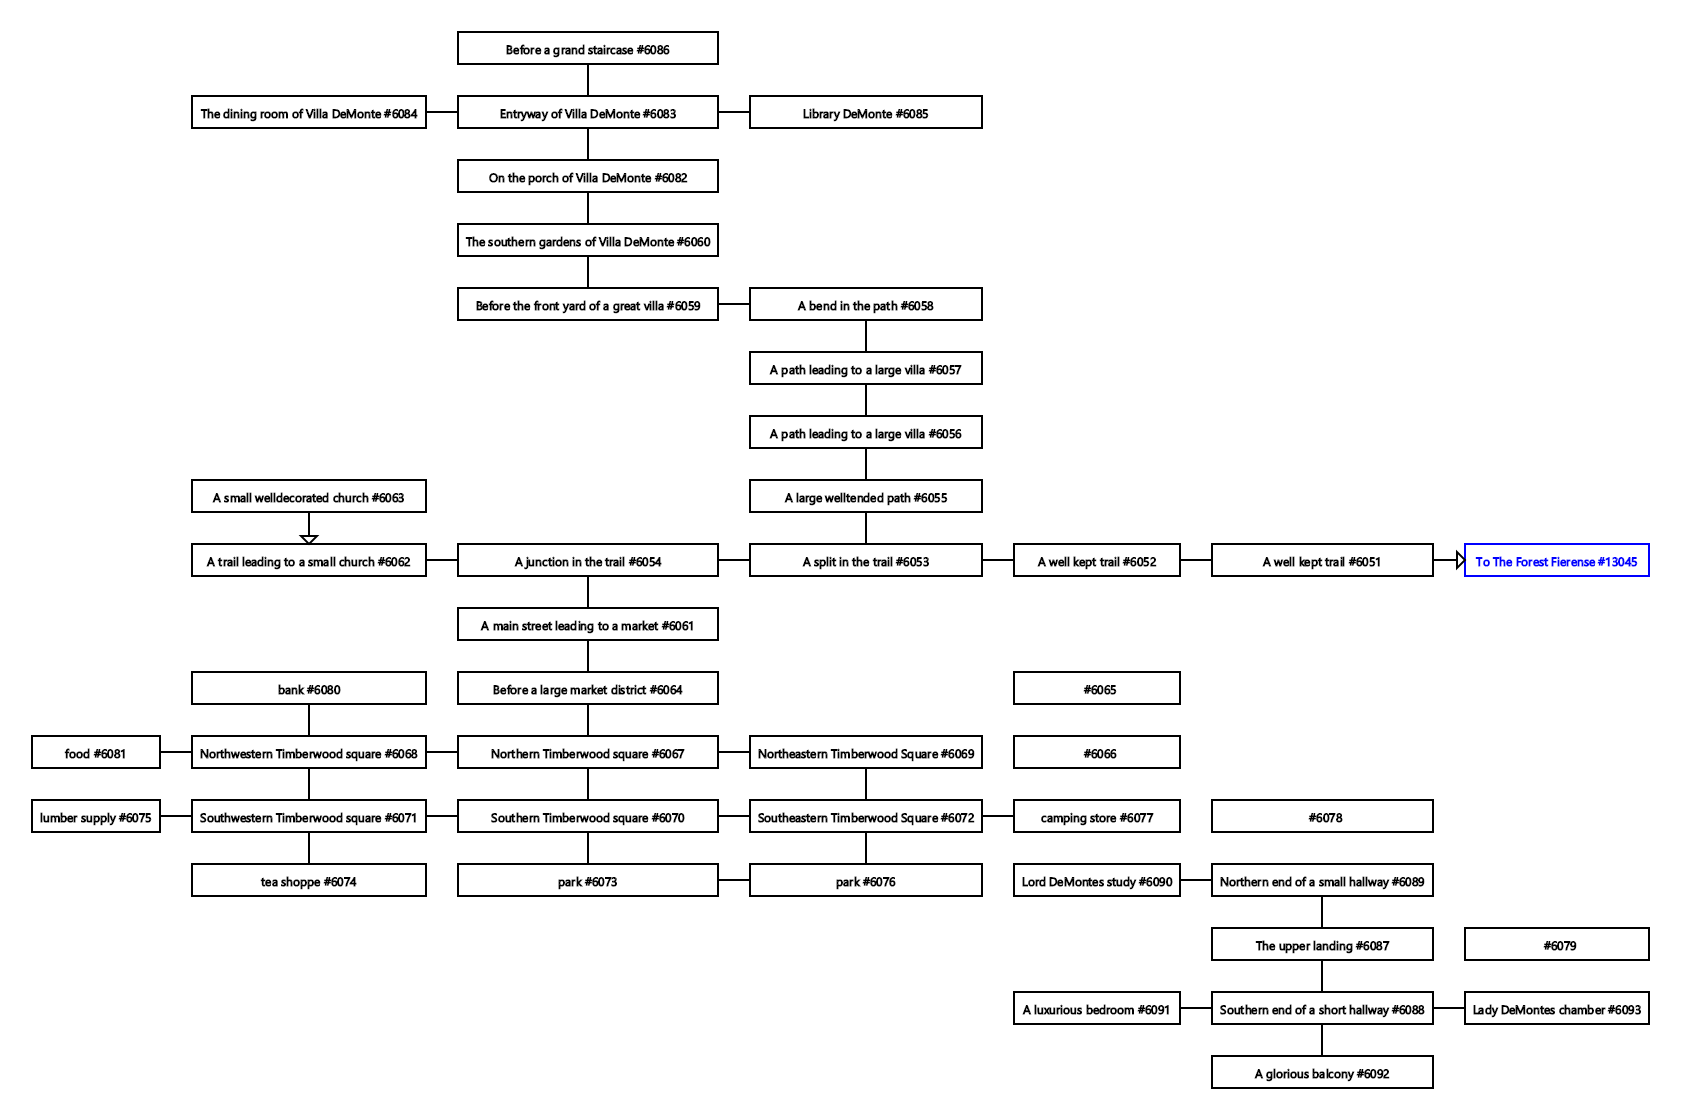 Before a grand staircase #6086
The dining room of Villa DeMonte #6084
Entryway of Villa DeMonte #6083
Library DeMonte #6085
On the porch of Villa DeMonte #6082
The southern gardens of Villa DeMonte #6060
Before the front yard of a great villa #6059
A bend in the path #6058
A path leading to a large villa #6057
A path leading to a large villa #6056
A small welldecorated church #6063
A large welltended path #6055
A trail leading to a small church #6062
A junction in the trail #6054
A split in the trail #6053
A well kept trail #6052
A well kept trail #6051
To The Forest Fierense #13045
A main street leading to a market #6061
bank #6080
Before a large market district #6064
#6065
food #6081
Northwestern Timberwood square #6068
Northern Timberwood square #6067
Northeastern Timberwood Square #6069
#6066
lumber supply #6075
Southwestern Timberwood square #6071
Southern Timberwood square #6070
Southeastern Timberwood Square #6072
camping store #6077
#6078
tea shoppe #6074
park #6073
park #6076
Lord DeMontes study #6090
Northern end of a small hallway #6089
The upper landing #6087
#6079
A luxurious bedroom #6091
Southern end of a short hallway #6088
Lady DeMontes chamber #6093
A glorious balcony #6092